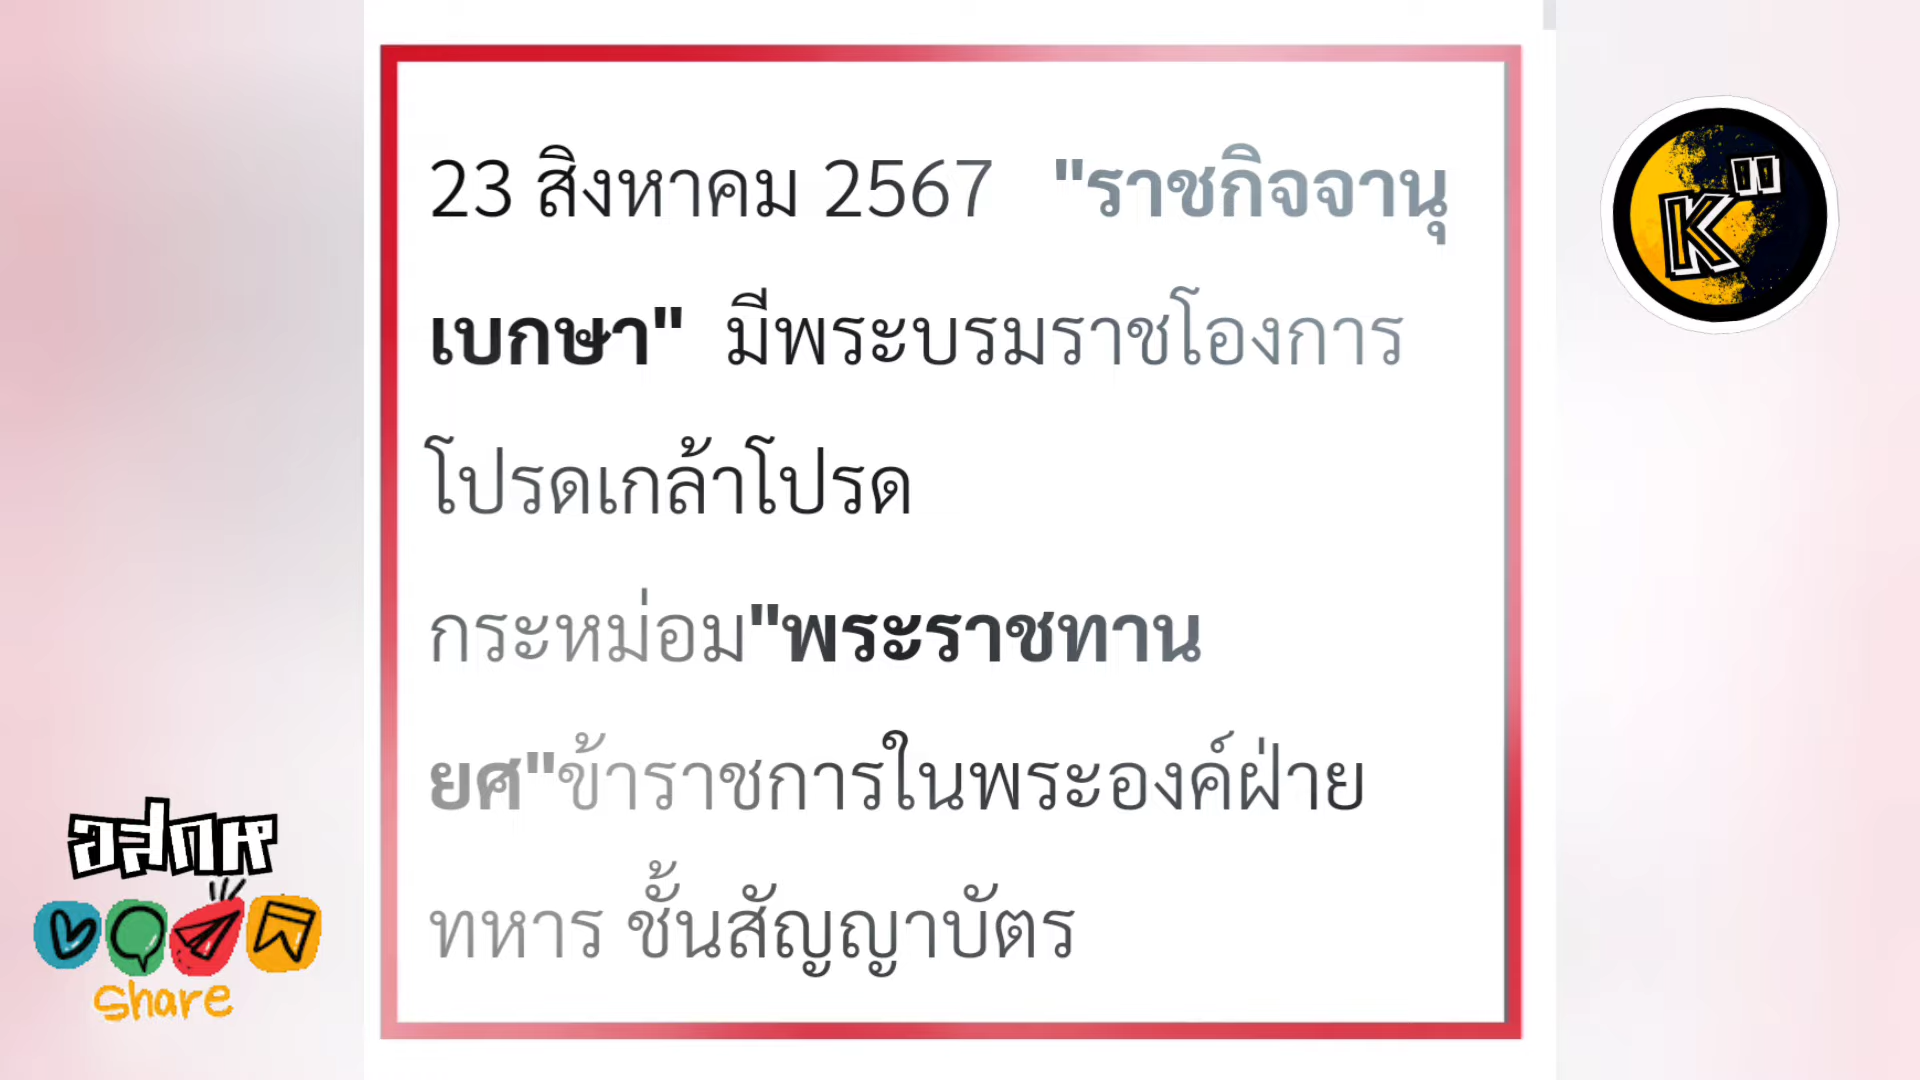 23 สิงหาคม 2567 "ราชกิจจานุ
เบกษา" มีพระบรมราชโองการ
โปรดเกล้าโปรด
กระหม่อม"พระราชทาน
ยศ"ข้าราชการในพระองค์ฝ่าย
ทหาร ชั้นสัญญาบัตร
K"
อสกห
Share